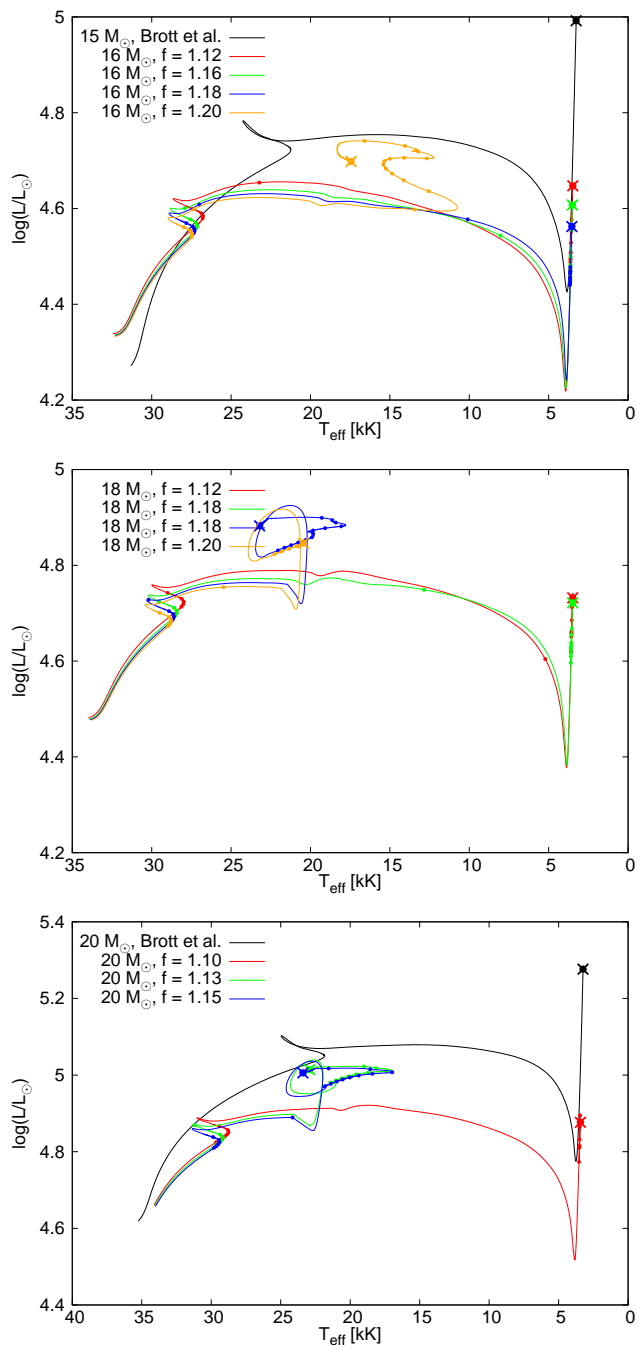 5
15 M☉, Brott et al.
16 M☉, f = 1.12
16 M☉, f = 1.16
16 M☉, f = 1.18
16 M☉, f = 1.20
4.8
log(L/L☉)
4.6
4.4
4.2
35 30 25 20 15 10 5 0
Teff [kK]
5
18 M☉, f = 1.12
18 M☉, f = 1.18
18 M☉, f = 1.18
18 M☉, f = 1.20
4.8
log(L/L☉)
4.6
4.4
4.2
35 30 25 20 15 10 5 0
Teff [kK]
5.4
20 M☉, Brott et al.
20 M☉, f = 1.10
20 M☉, f = 1.13
20 M☉, f = 1.15
5.2
log(L/L☉)
5
4.8
4.6
4.4
40 35 30 25 20 15 10 5 0
Teff [kK]